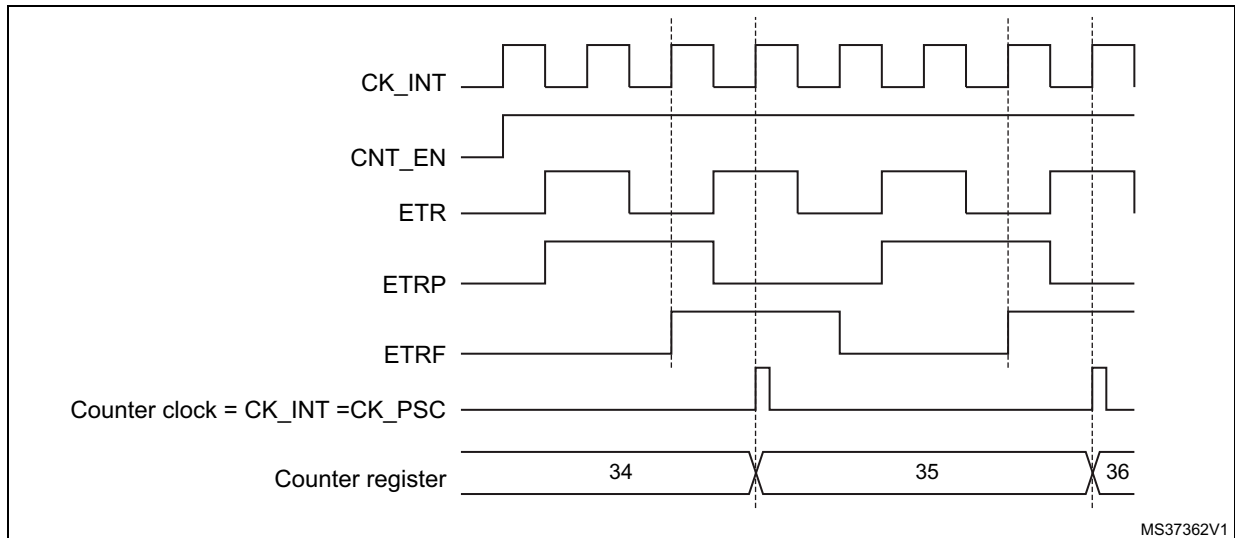 CK_INT
CNT_EN
ETR
ETRP
ETRF
Counter clock = CK_INT =CK_PSC
Counter register 34 35 36
MS37362V1